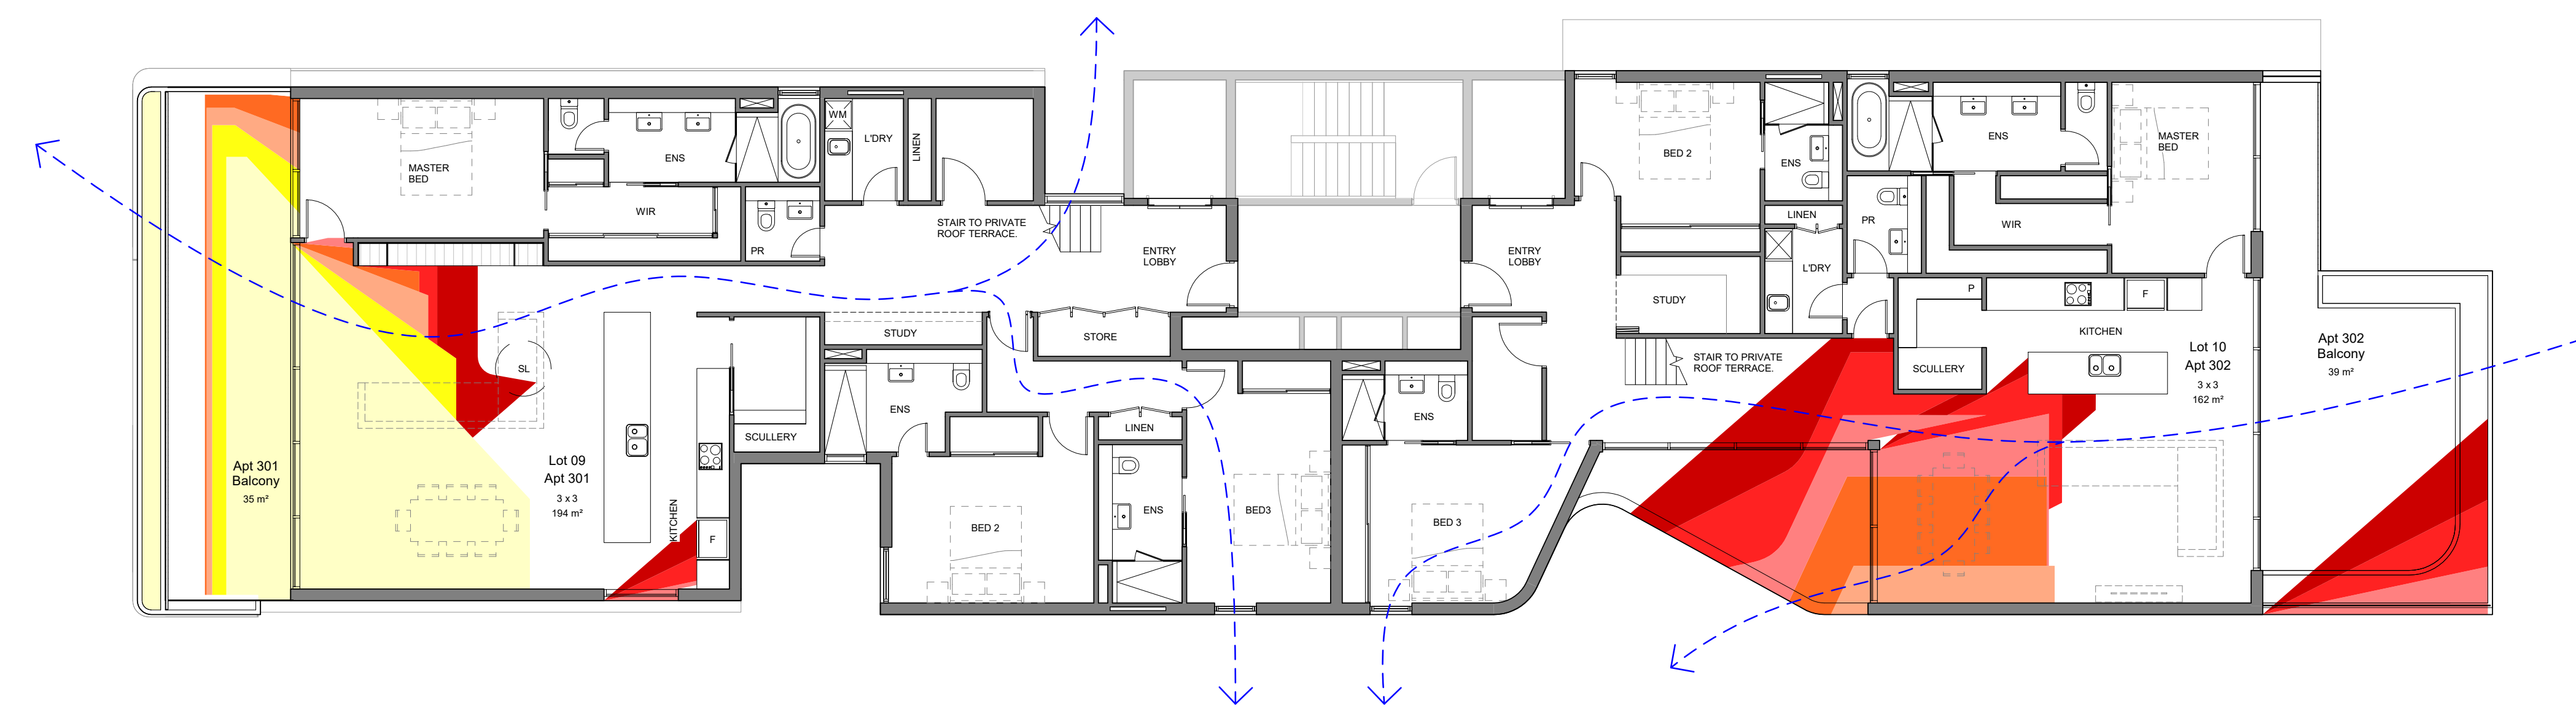 MASTER
BED
ENS
WIR
PR
WM
L'DRY
LINEN
STAIR TO PRIVATE
ROOF TERRACE.
ENTRY
LOBBY
STORE
STUDY
SL
SCULLERY
KITCHEN
F
Apt 301
Balcony
35 m²
Lot 09
Apt 301
3 x 3
194 m²
ENS
BED 2
LINEN
ENS
BED3
ENTRY
LOBBY
BED 2
ENS
LINEN
L'DRY
STUDY
STAIR TO PRIVATE
ROOF TERRACE.
PR
ENS
WIR
MASTER
BED
P
SCULLERY
F
KITCHEN
Lot 10
Apt 302
3 x 3
162 m²
Apt 302
Balcony
39 m²
ENS
BED 3